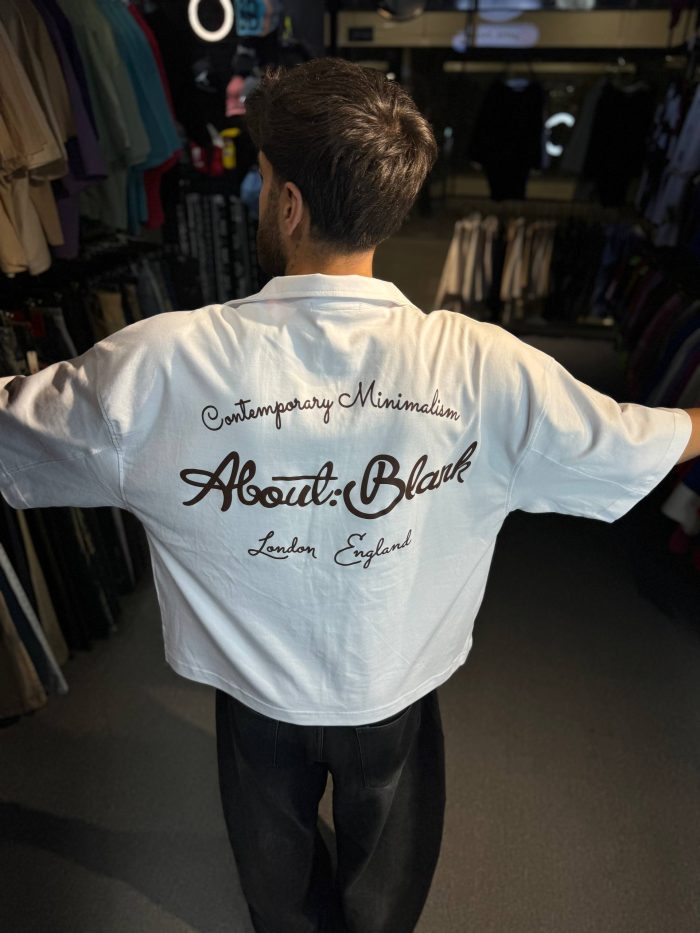 Contemporary Minimalism
About:Blank
London England